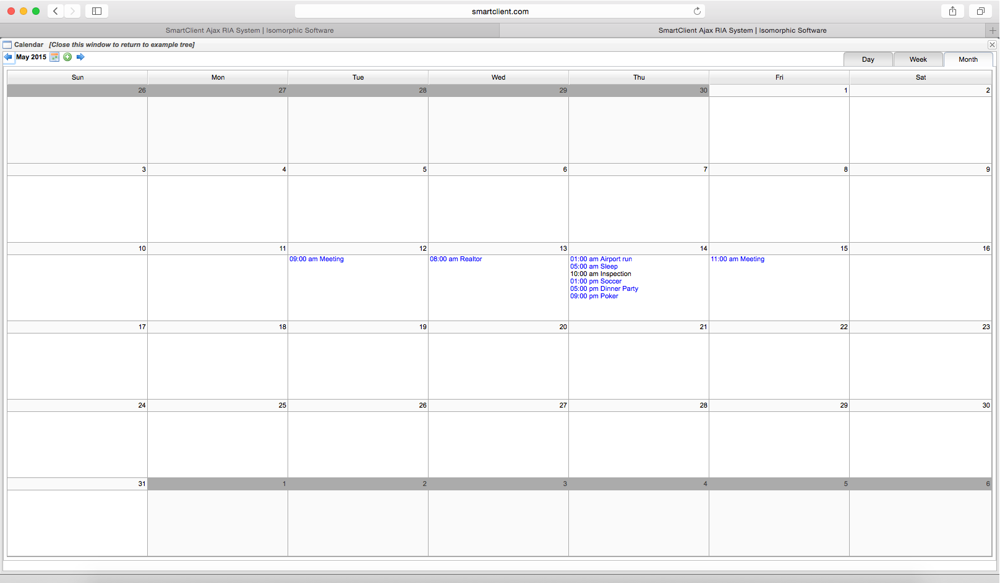 smartclient.com
SmartClient Ajax RIA System | Isomorphic Software
SmartClient Ajax RIA System | Isomorphic Software
Calendar [Close this window to return to example tree]
May 2015
Day Week Month
Sun Mon Tue Wed Thu Fri Sat
26 27 28 29 30 1 2
3 4 5 6 7 8 9
10 11 12 13 14 15 16
09:00 am Meeting
08:00 am Realtor
01:00 am Airport run
05:00 am Sleep
10:00 am Inspection
01:00 pm Soccer
05:00 pm Dinner Party
09:00 pm Poker
11:00 am Meeting
17 18 19 20 21 22 23
24 25 26 27 28 29 30
31 1 2 3 4 5 6